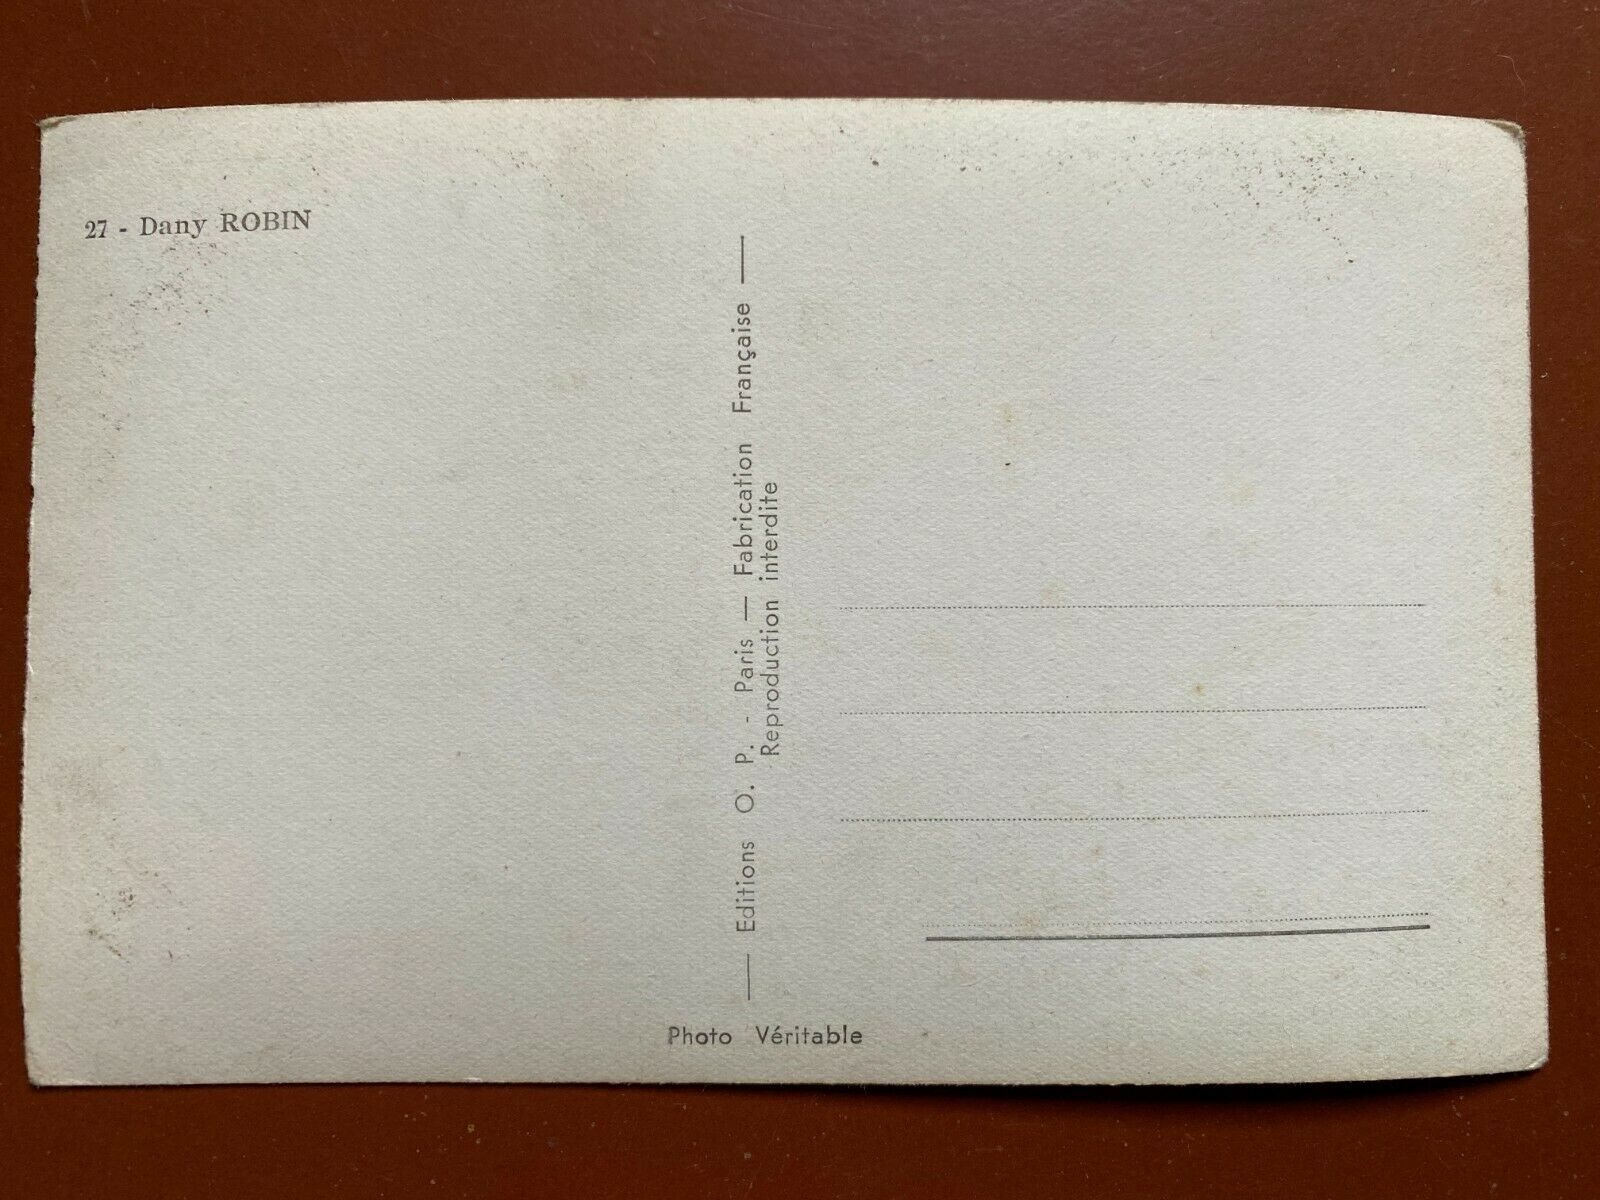 27 - Dany ROBIN
— Editions O. P. - Paris — Fabrication Française —
Reproduction interdite
Photo Véritable